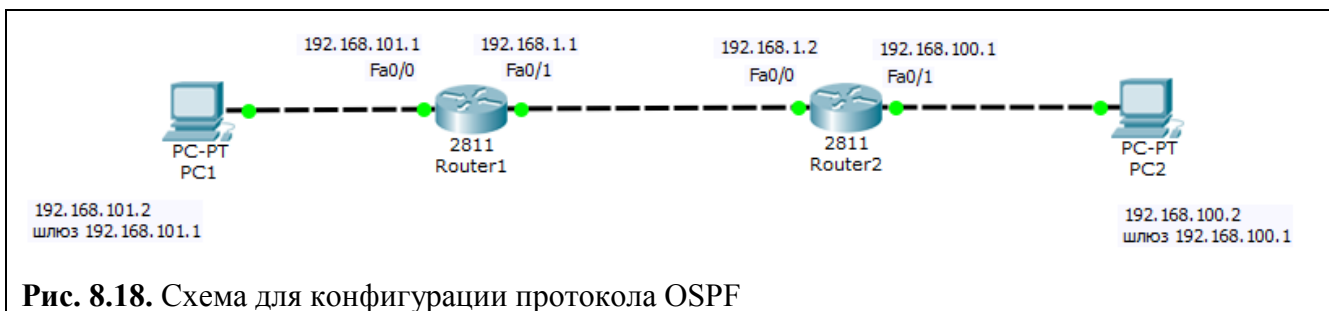 192.168.101.1
192.168.1.1
192.168.1.2
192.168.100.1
Fa0/0
Fa0/1
Fa0/0
Fa0/1
PC-PT
PC1
2811
Router1
2811
Router2
PC-PT
PC2
192.168.101.2
шлюз 192.168.101.1
192.168.100.2
шлюз 192.168.100.1
Рис. 8.18. Схема для конфигурации протокола OSPF